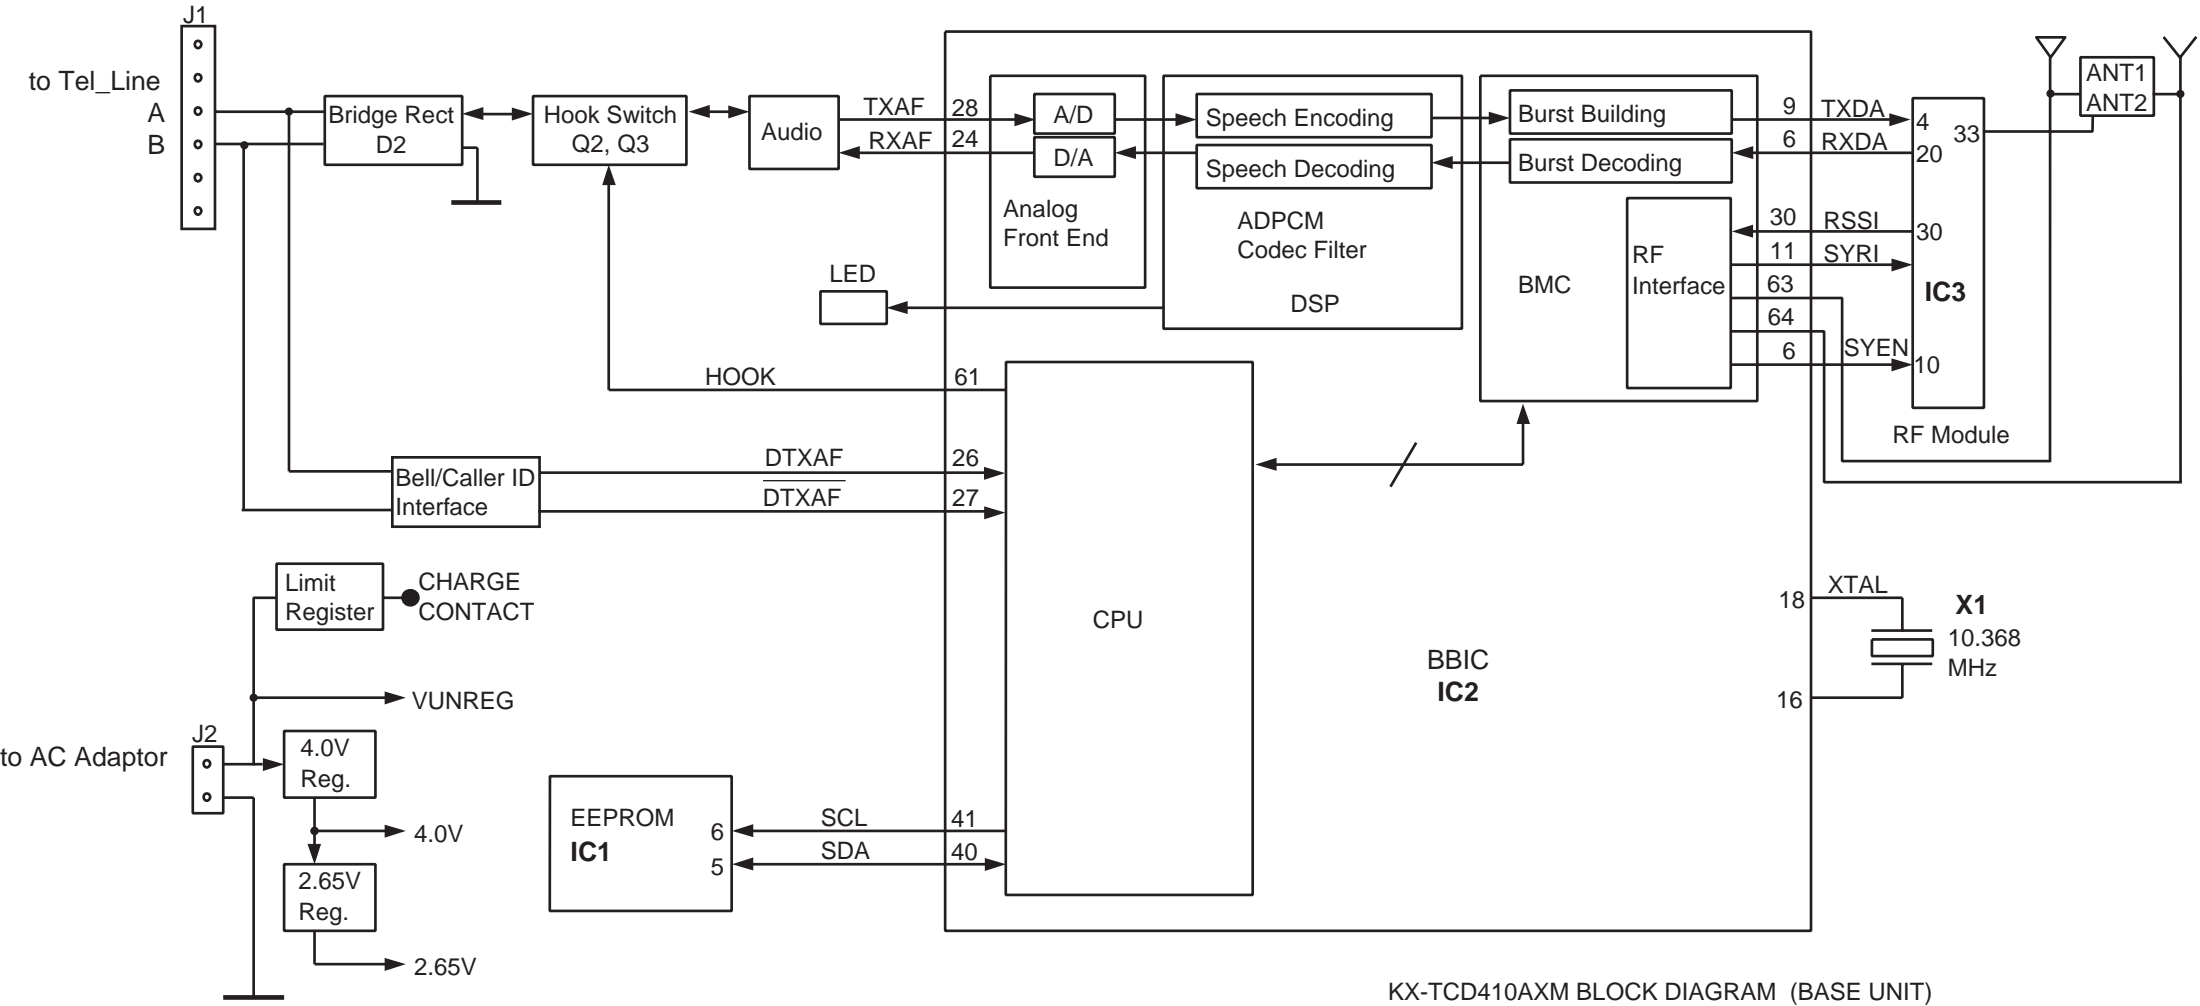 J1
to Tel_Line
A
B
Bridge Rect
D2
Hook Switch
Q2, Q3
Audio
TXAF
28
RXAF
24
A/D
D/A
Analog
Front End
Speech Encoding
Speech Decoding
ADPCM
Codec Filter
DSP
Burst Building
Burst Decoding
BMC
RF
Interface
9
TXDA
6
RXDA
30
RSSI
11
SYRI
63
64
6
SYEN
4
20
33
30
IC3
10
RF Module
ANT1
ANT2
LED
HOOK
61
Bell/Caller ID
Interface
DTXAF
26
DTXAF
27
CPU
BBIC
IC2
18
XTAL
16
X1
10.368
MHz
Limit
Register
CHARGE
CONTACT
VUNREG
J2
to AC Adaptor
4.0V
Reg.
4.0V
2.65V
Reg.
2.65V
EEPROM
IC1
6
5
SCL
41
SDA
40
KX-TCD410AXM BLOCK DIAGRAM (BASE UNIT)